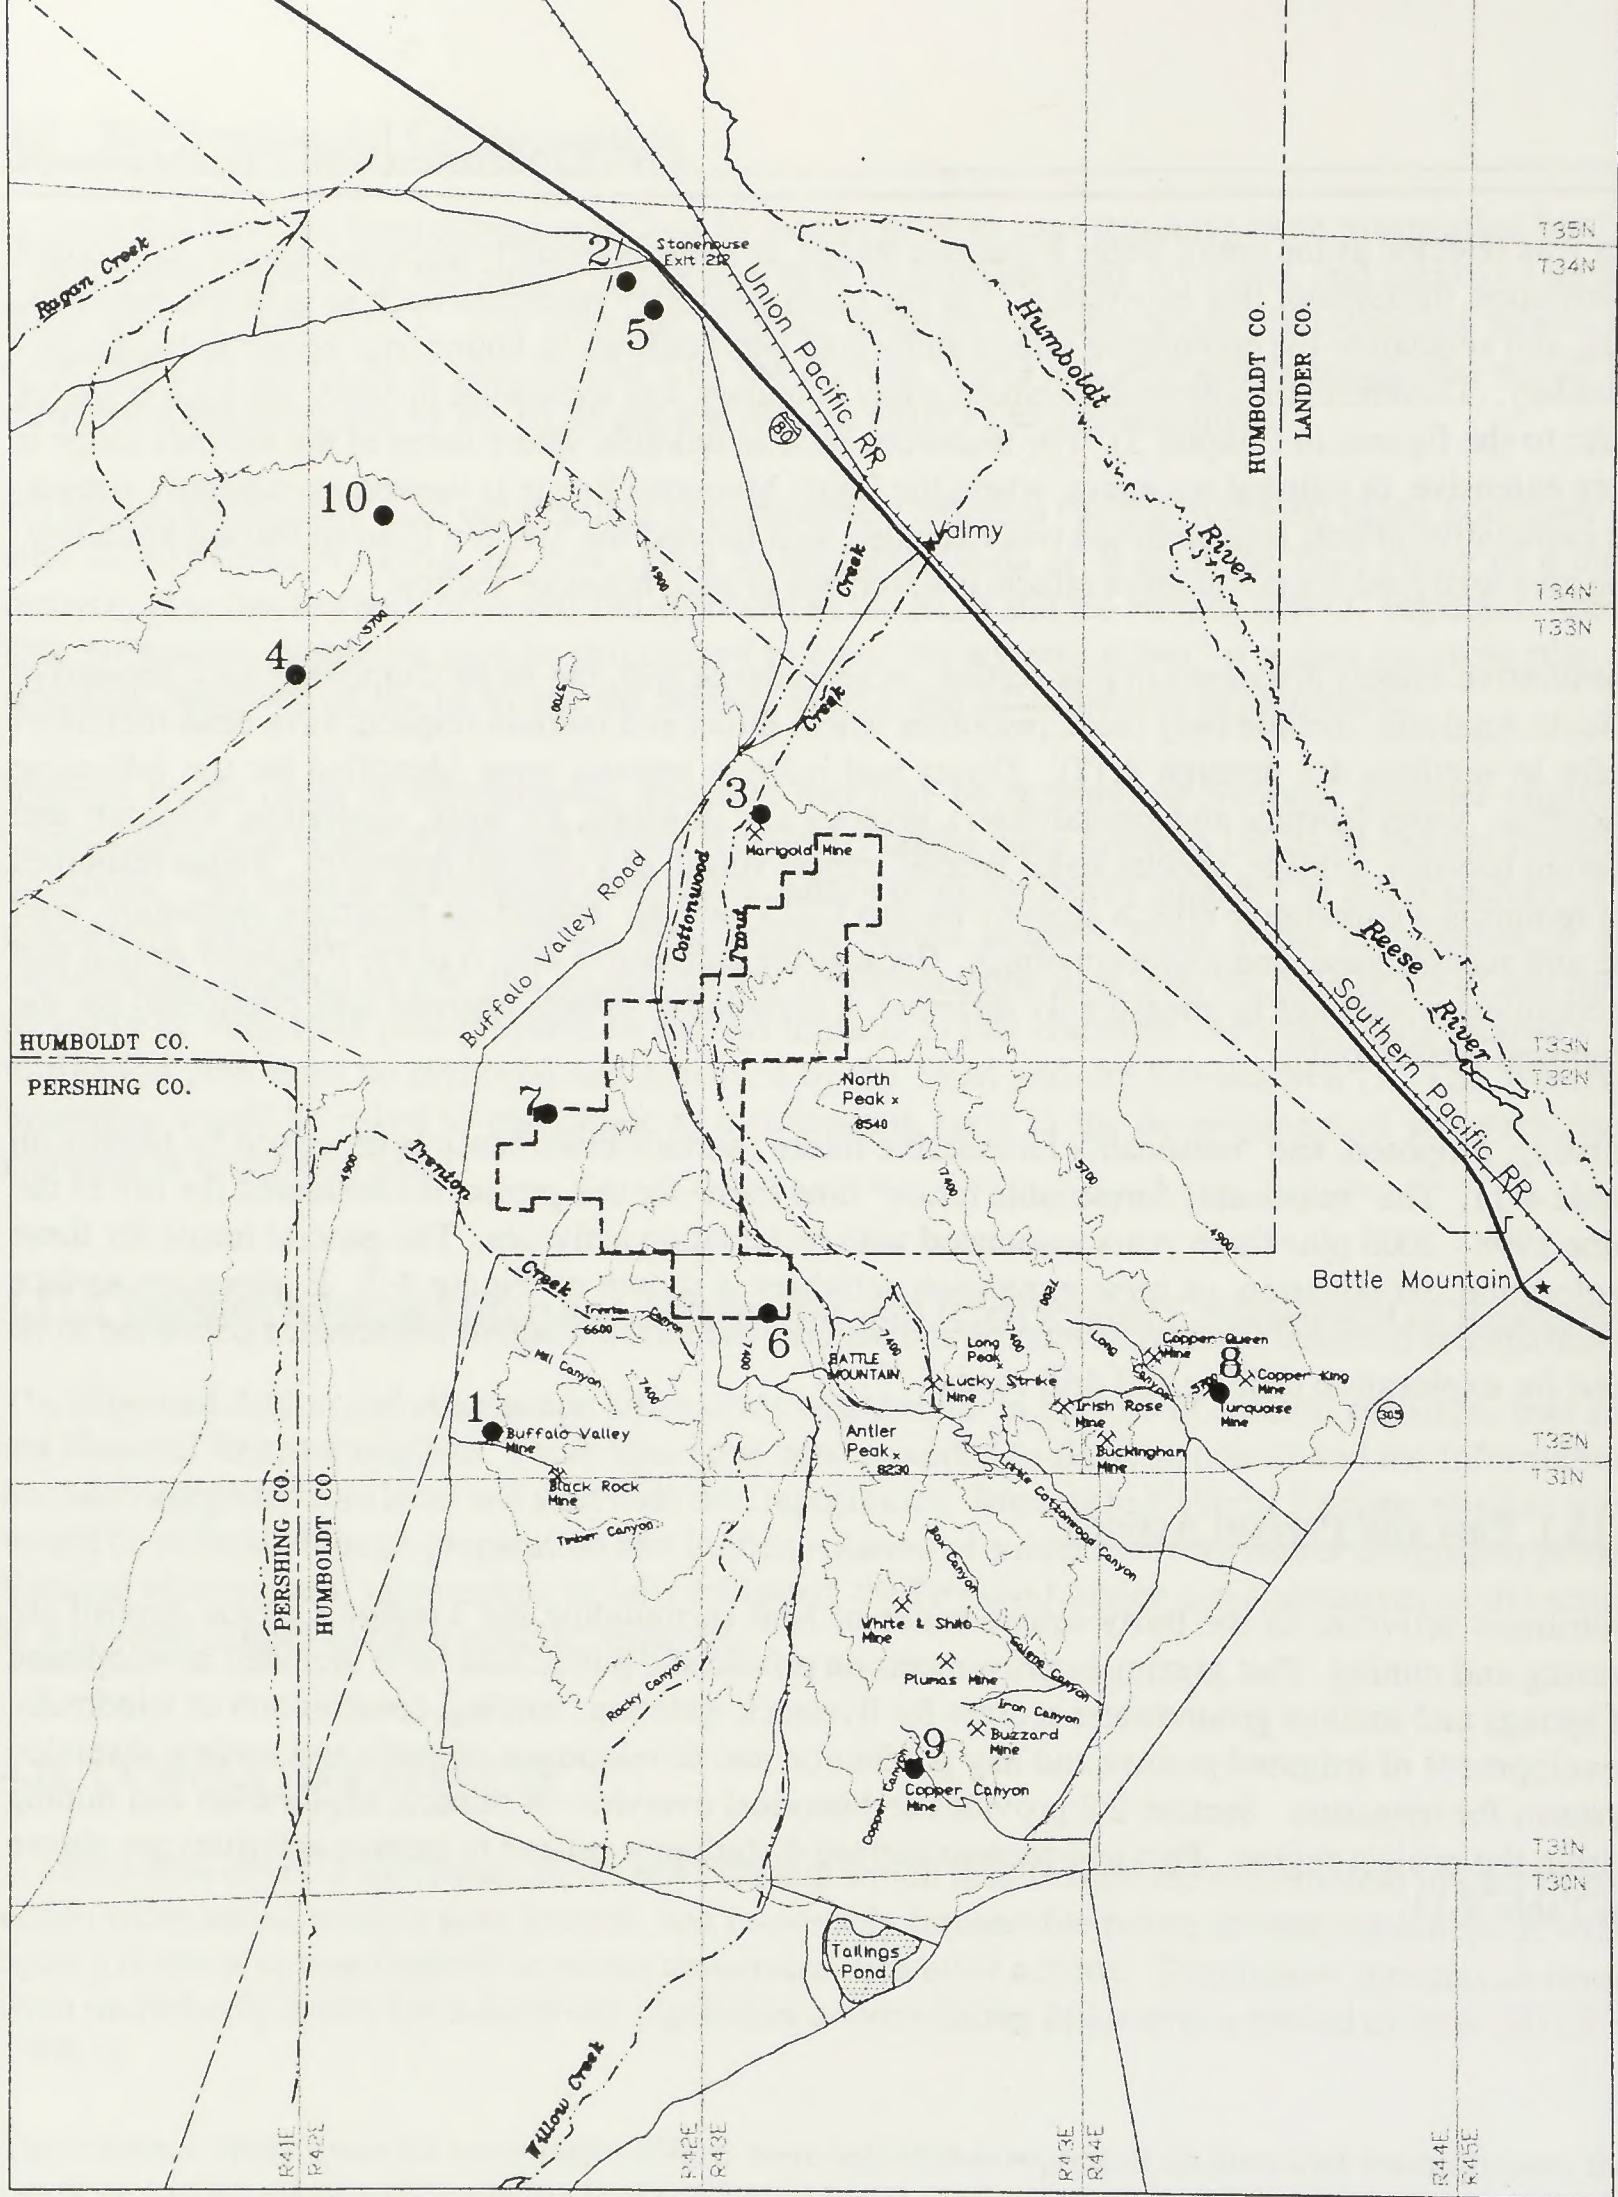 T35N
T34N
Ragan Creek
2
Stonehouse
Exit 212
5
Union Pacific RR
Humboldt
River
HUMBOLDT CO.
LANDER CO.
80
10
Valmy
4900
Creek
T34N
T33N
5700
4
5700
Creek
3
Marigold Mine
Buffalo Valley Road
Cottonwood
Trout
Reese
River
Southern Pacific RR
HUMBOLDT CO.
PERSHING CO.
T33N
T32N
North
Peak x
8540
7
4900
Trenton
Creek
7400
5700
4900
Battle Mountain
Trenton Canyon
6600
6
7400
7400
7200
Long
Peak x
7400
Long
Canyon
Copper Queen
Mine
8
Copper King
Mine
5700
Turquoise
Mine
Mill Canyon
7400
BATTLE
MOUNTAIN
Lucky Strike
Mine
Irish Rose
Mine
305
1
Buffalo Valley
Mine
Antler
Peak x
8230
Buckingham
Mine
T32N
T31N
Black Rock
Mine
Timber Canyon
Little Cottonwood Canyon
PERSHING CO.
HUMBOLDT CO.
Box Canyon
White & Shilo
Mine
Plumas Mine
Galena Canyon
Iron Canyon
Rocky Canyon
Buzzard
Mine
9
Copper Canyon
Copper Canyon
Mine
T31N
T30N
Tailings
Pond
Willow Creek
R41E
R42E
R42E
R43E
R43E
R44E
R44E
R45E